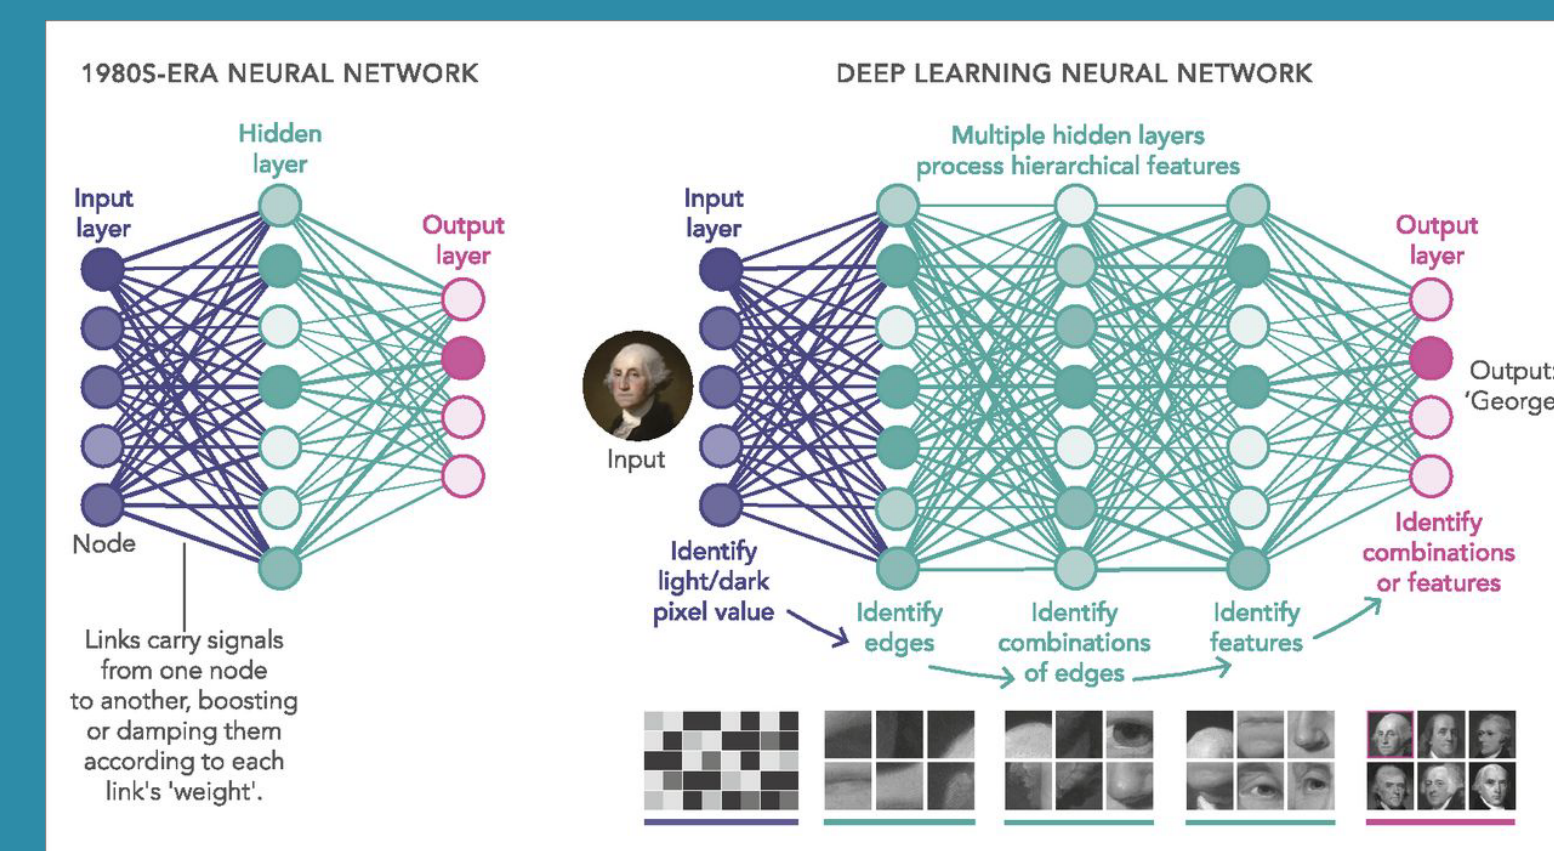 1980S-ERA NEURAL NETWORK
Hidden
layer
Input
layer
Output
layer
Node
Links carry signals
from one node
to another, boosting
or damping them
according to each
link's 'weight'.
DEEP LEARNING NEURAL NETWORK
Multiple hidden layers
process hierarchical features
Input
layer
Output
layer
Input
Output:
‘George
Identify
light/dark
pixel value
Identify
edges
Identify
combinations
of edges
Identify
features
Identify
combinations
or features